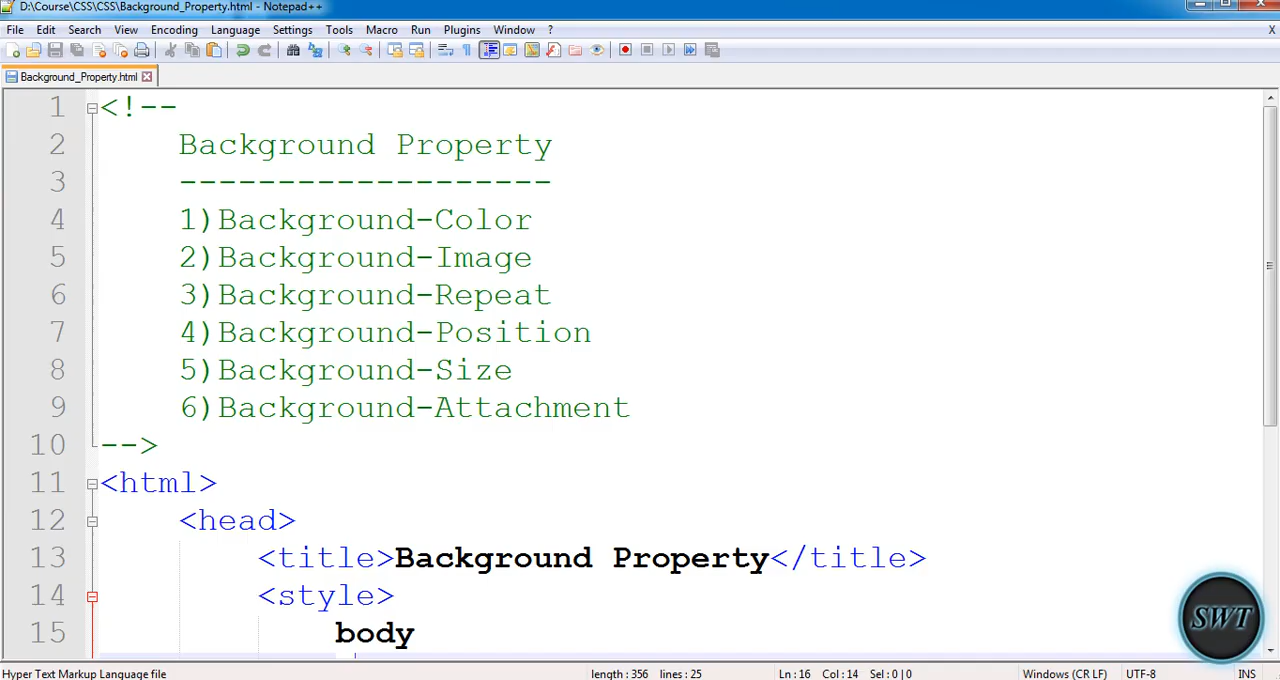 D:\Course\CSS\CSS\Background_Property.html - Notepad++
File Edit Search View Encoding Language Settings Tools Macro Run Plugins Window ? X
Background_Property.html
1 <!--
2 Background Property
3 -------------------
4 1)Background-Color
5 2)Background-Image
6 3)Background-Repeat
7 4)Background-Position
8 5)Background-Size
9 6)Background-Attachment
10 -->
11 <html>
12 <head>
13 <title>Background Property</title>
14 <style>
15 body
SWT
Hyper Text Markup Language file length : 356 lines : 25 Ln : 16 Col : 14 Sel : 0 | 0 Windows (CR LF) UTF-8 INS